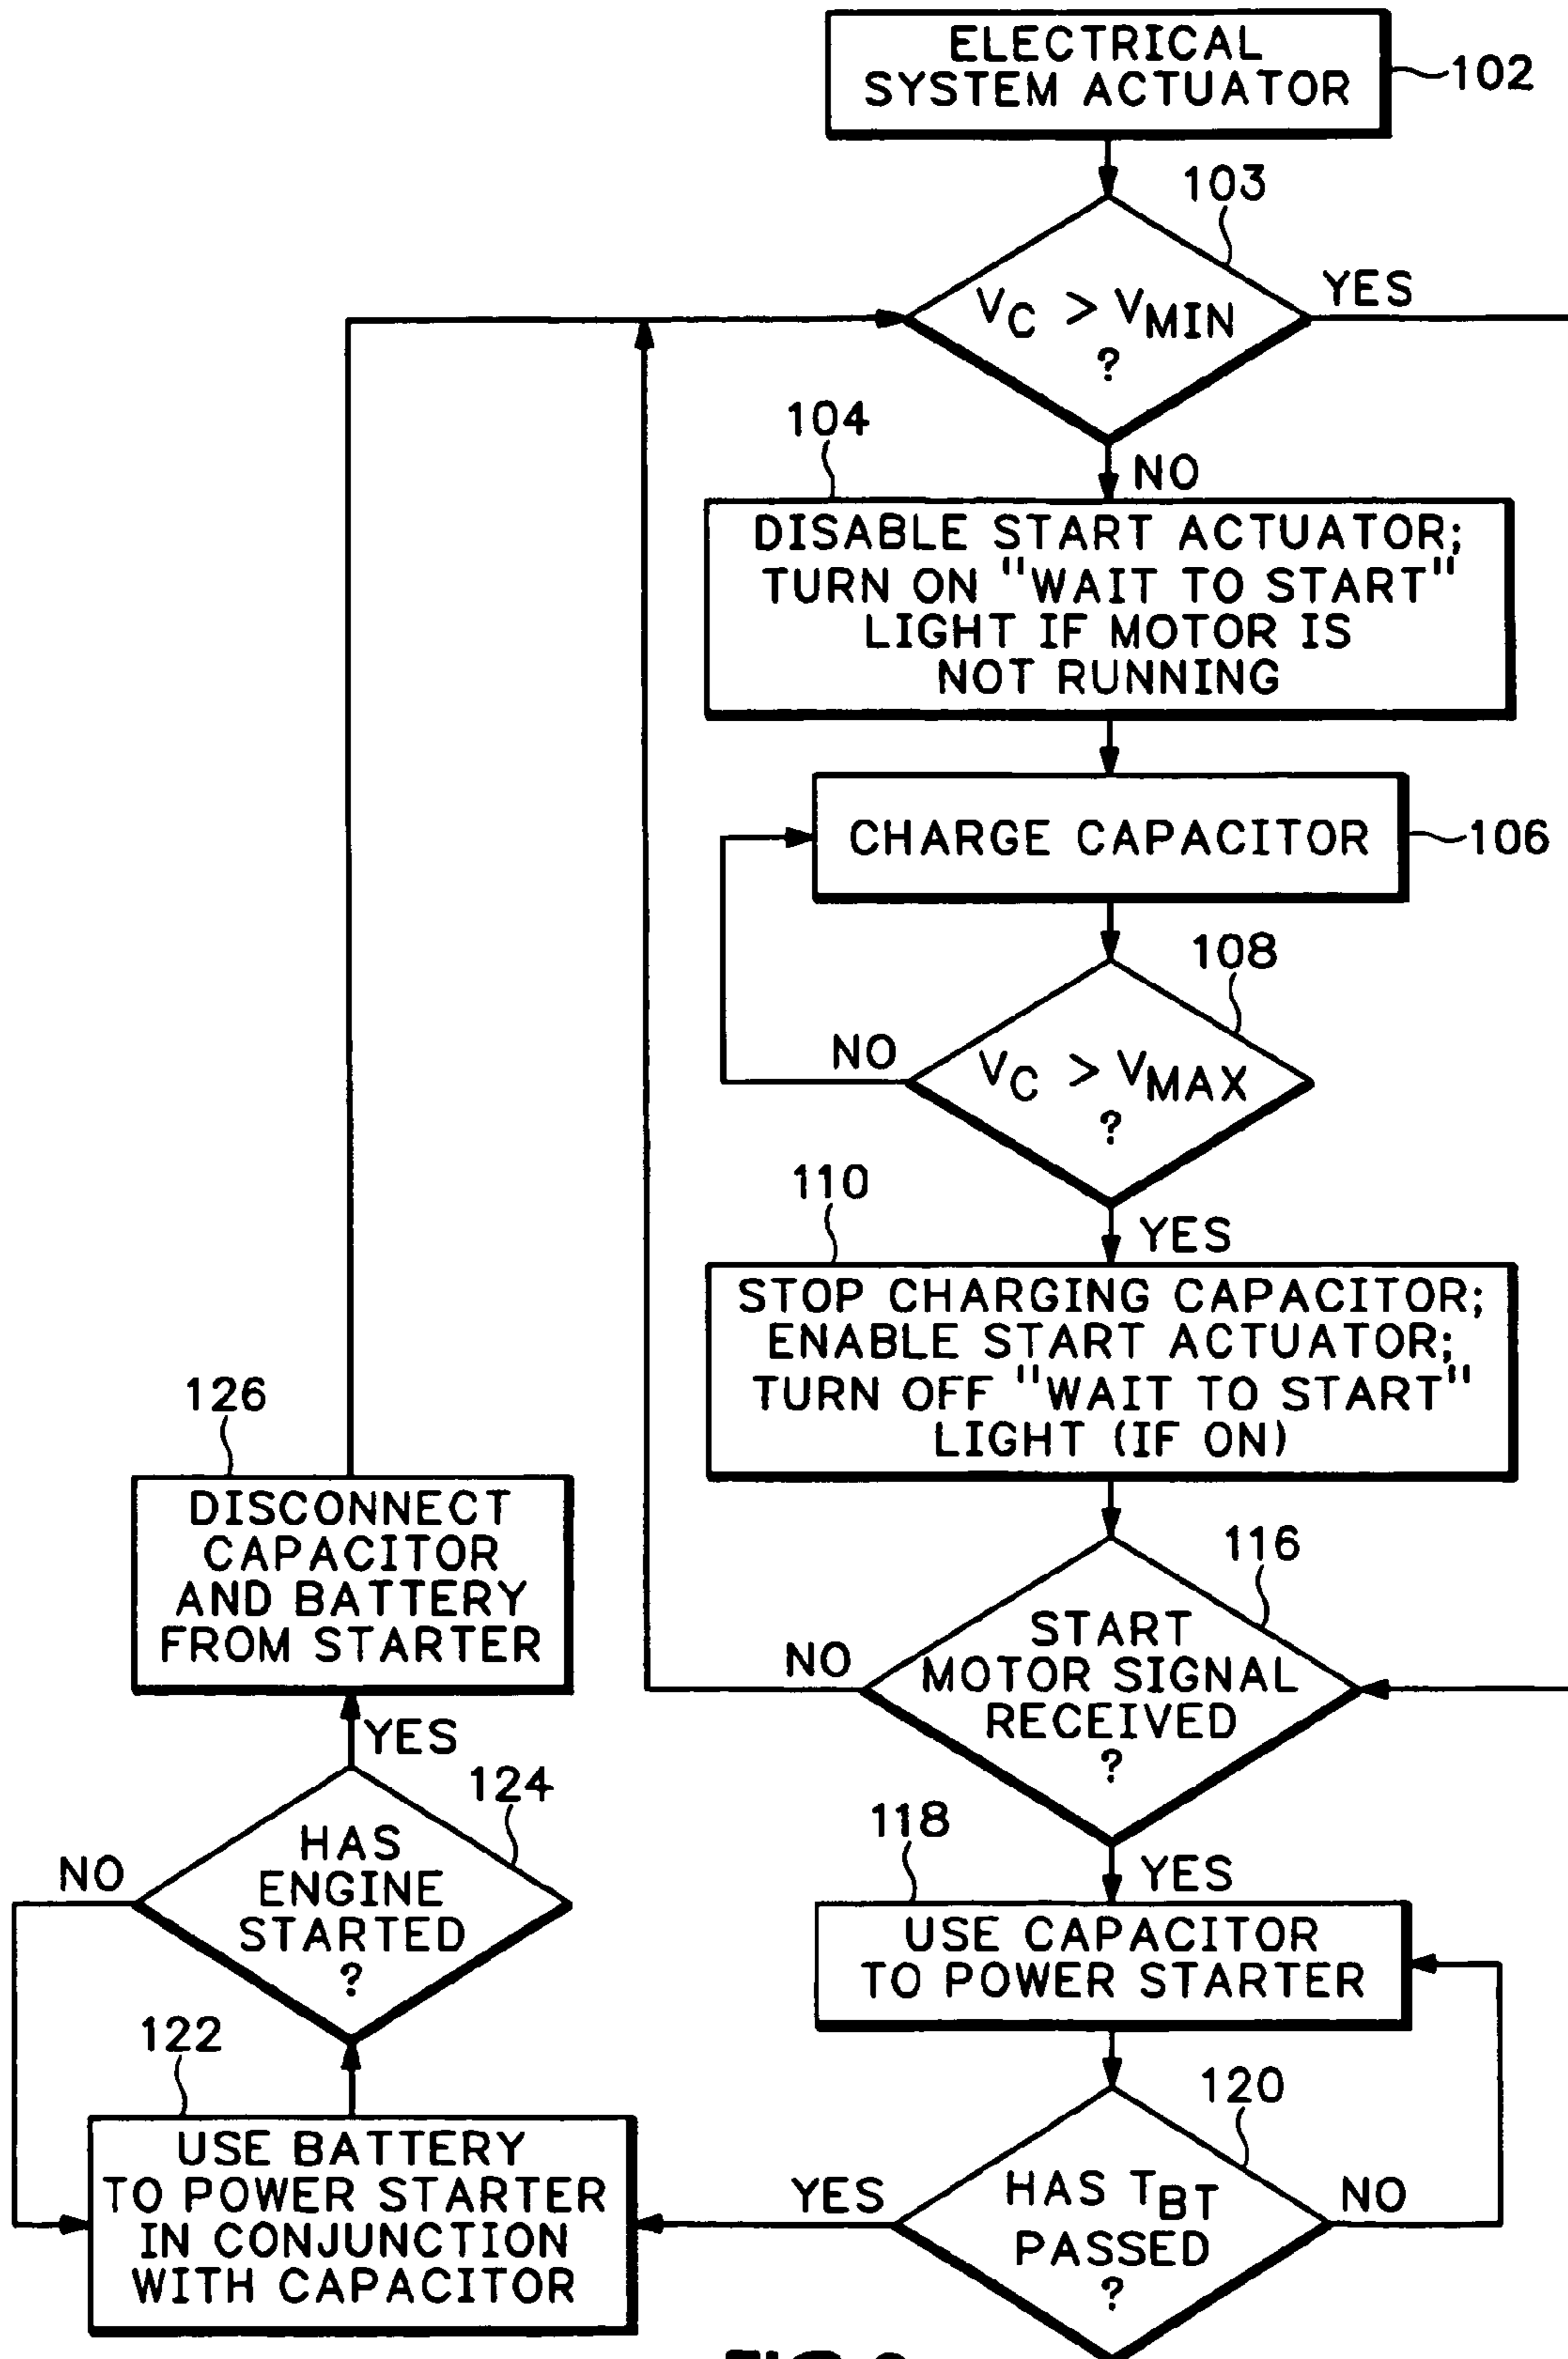 ELECTRICAL
SYSTEM ACTUATOR
102
103
VC > VMIN
?
YES
NO
104
DISABLE START ACTUATOR;
TURN ON "WAIT TO START"
LIGHT IF MOTOR IS
NOT RUNNING
CHARGE CAPACITOR
106
108
VC > VMAX
?
NO
YES
110
STOP CHARGING CAPACITOR;
ENABLE START ACTUATOR;
TURN OFF "WAIT TO START"
LIGHT (IF ON)
116
START
MOTOR SIGNAL
RECEIVED
?
NO
YES
118
USE CAPACITOR
TO POWER STARTER
120
HAS TBT
PASSED
?
NO
YES
122
USE BATTERY
TO POWER STARTER
IN CONJUNCTION
WITH CAPACITOR
124
HAS
ENGINE
STARTED
?
NO
YES
126
DISCONNECT
CAPACITOR
AND BATTERY
FROM STARTER